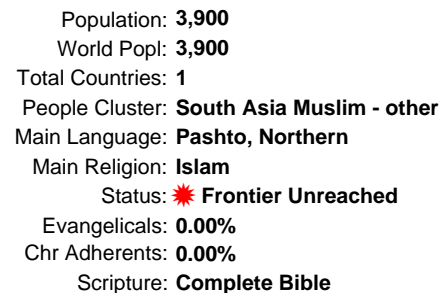 Population: 3,900
World Popl: 3,900
Total Countries: 1
People Cluster: South Asia Muslim - other
Main Language: Pashto, Northern
Main Religion: Islam
Status: Frontier Unreached
Evangelicals: 0.00%
Chr Adherents: 0.00%
Scripture: Complete Bible